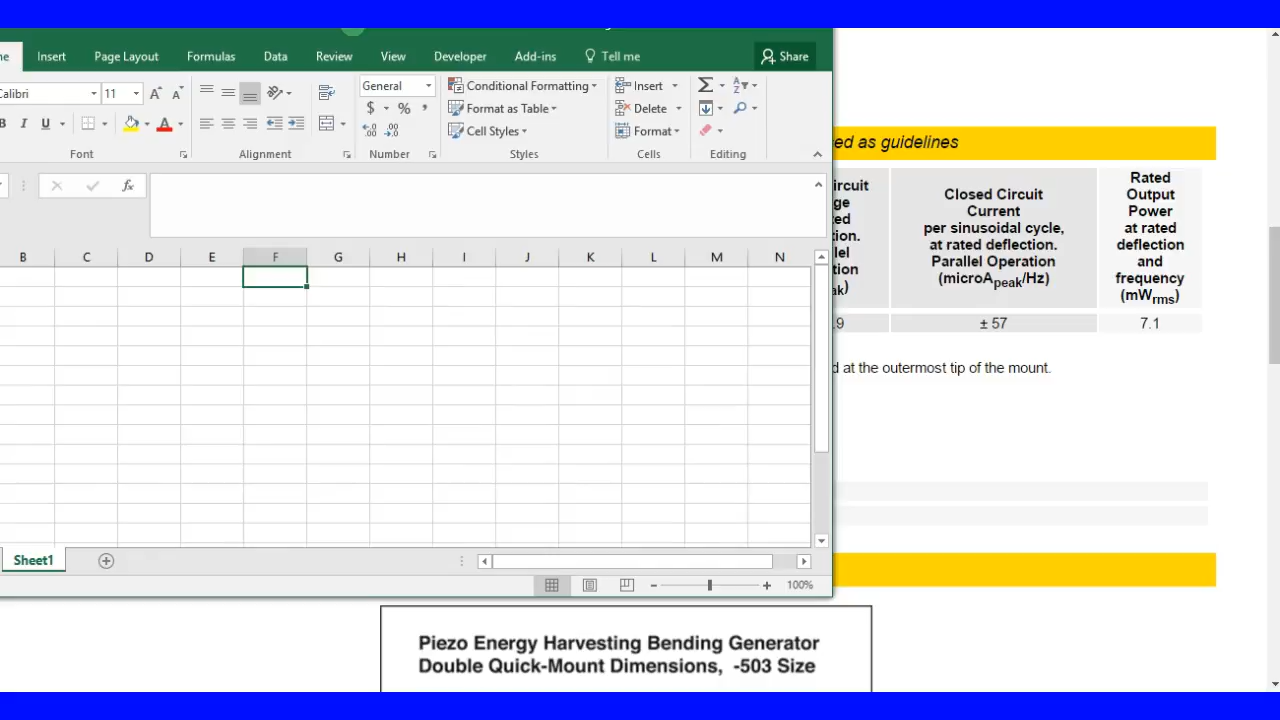 Insert Page Layout Formulas Data Review View Developer Add-ins Tell me Share
Calibri 11 General Conditional Formatting Insert
$ % , Format as Table Delete
B I U Cell Styles Format
Font Alignment Number Styles Cells Editing
fx
B C D E F G H I J K L M N
Sheet1
100%
ed as guidelines
Closed Circuit
Current
per sinusoidal cycle,
at rated deflection.
Parallel Operation
(microApeak/Hz)
Rated
Output
Power
at rated
deflection
and
frequency
(mWrms)
.9 ± 57 7.1
d at the outermost tip of the mount.
Piezo Energy Harvesting Bending Generator
Double Quick-Mount Dimensions, -503 Size